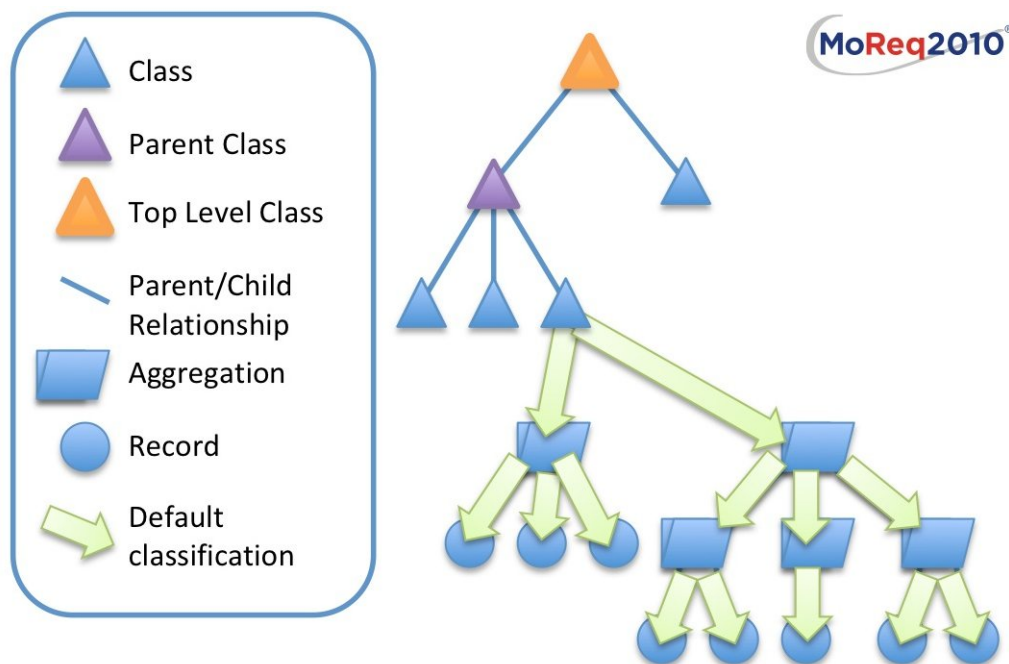 MoReq2010®
Class
Parent Class
Top Level Class
Parent/Child
Relationship
Aggregation
Record
Default
classification